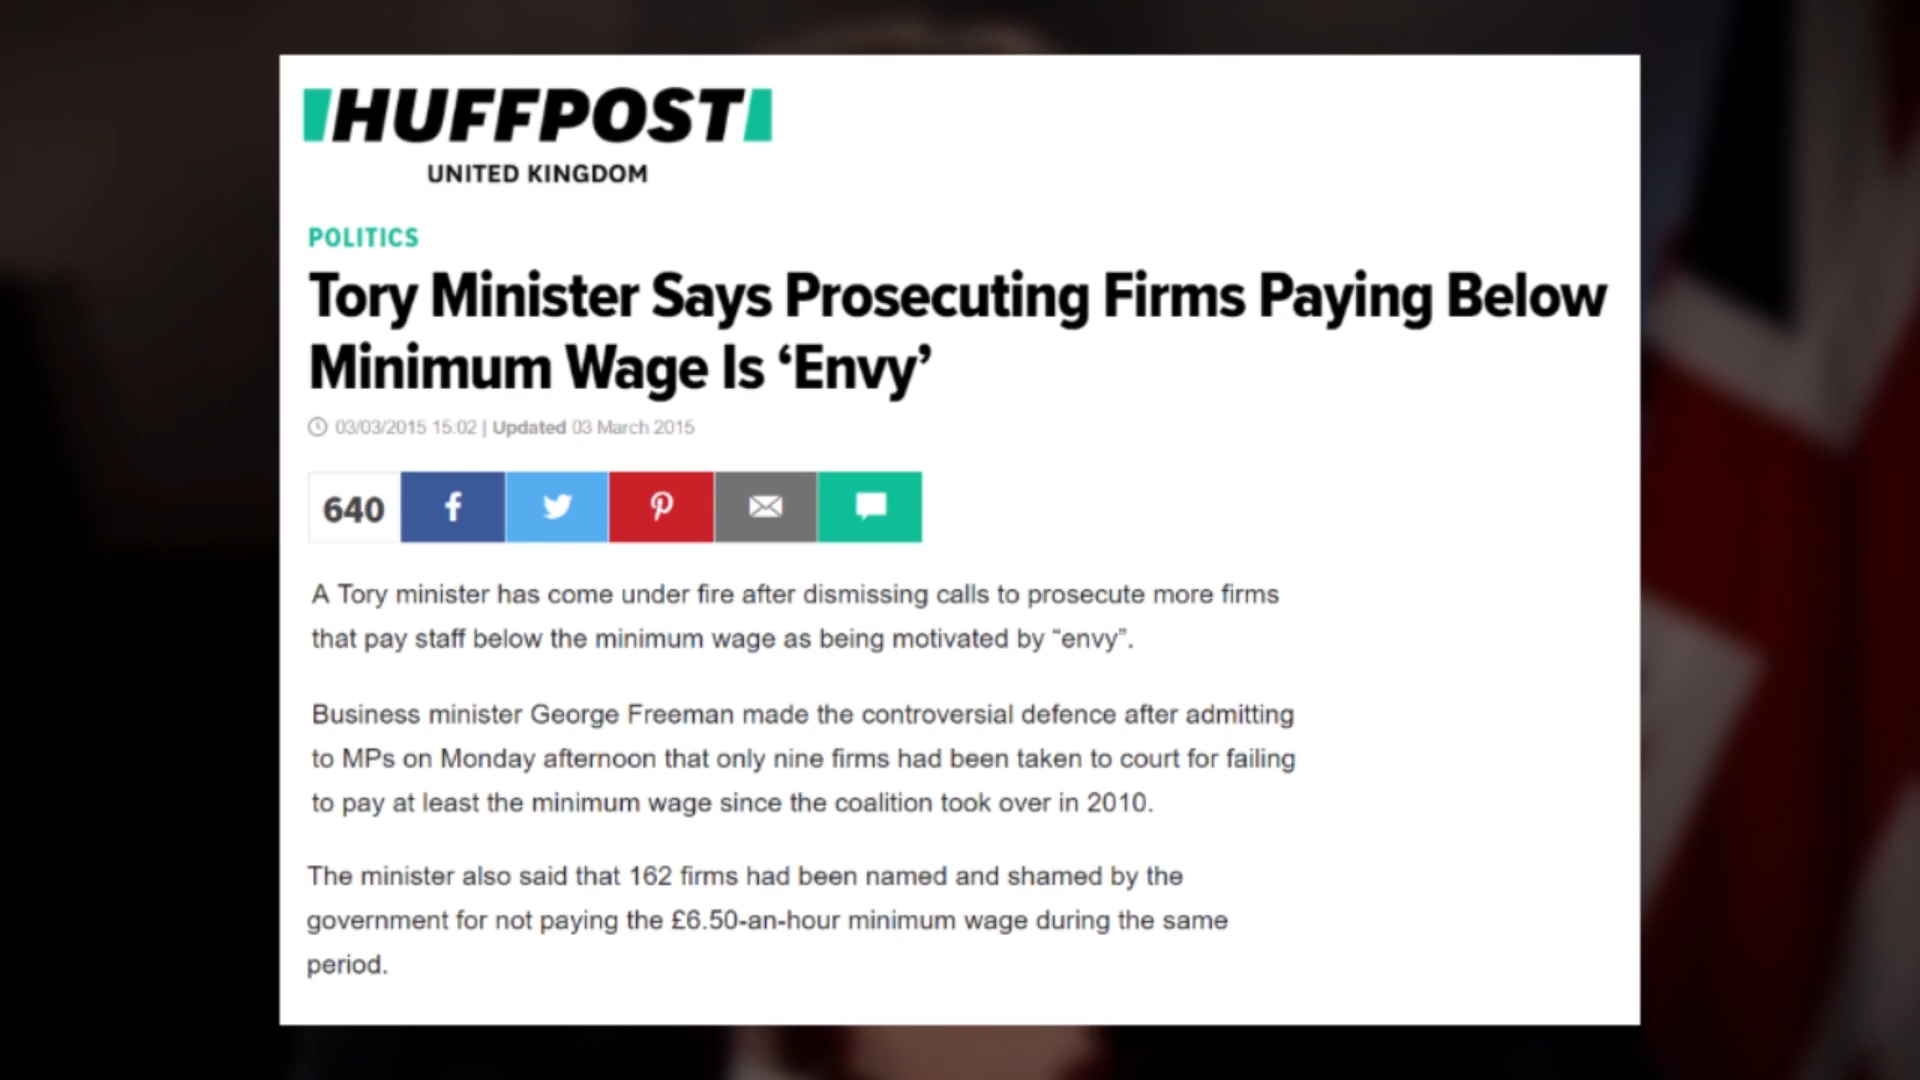 HUFFPOST
UNITED KINGDOM
POLITICS
Tory Minister Says Prosecuting Firms Paying Below
Minimum Wage Is ‘Envy’
03/03/2015 15:02 | Updated 03 March 2015
640
A Tory minister has come under fire after dismissing calls to prosecute more firms
that pay staff below the minimum wage as being motivated by “envy”.
Business minister George Freeman made the controversial defence after admitting
to MPs on Monday afternoon that only nine firms had been taken to court for failing
to pay at least the minimum wage since the coalition took over in 2010.
The minister also said that 162 firms had been named and shamed by the
government for not paying the £6.50-an-hour minimum wage during the same
period.